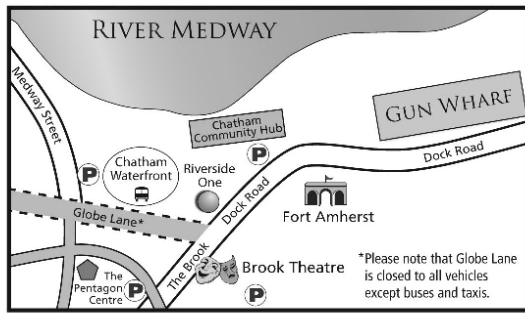 RIVER MEDWAY
Medway Street
GUN WHARF
Chatham
Community Hub
P
Dock Road
Chatham
Waterfront
P
Riverside
One
Dock Road
Fort Amherst
Globe Lane*
The Brook
Brook Theatre
The
Pentagon
Centre
P
P
*Please note that Globe Lane
is closed to all vehicles
except buses and taxis.